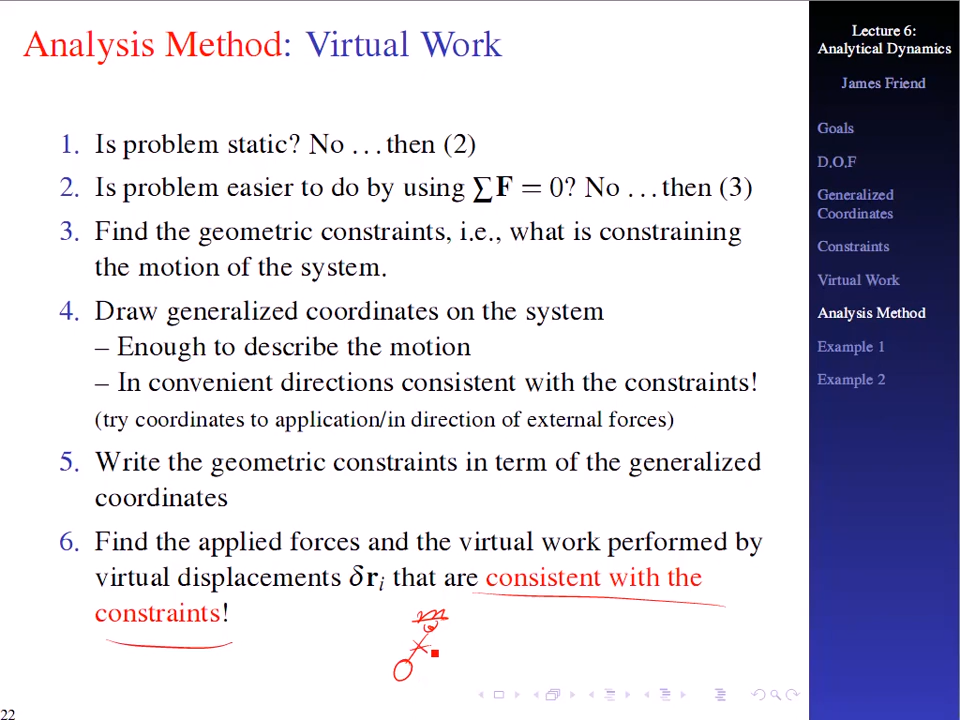 Analysis Method: Virtual Work
1. Is problem static? No ...then (2)
2. Is problem easier to do by using ∑F = 0? No ...then (3)
3. Find the geometric constraints, i.e., what is constraining
the motion of the system.
4. Draw generalized coordinates on the system
– Enough to describe the motion
– In convenient directions consistent with the constraints!
(try coordinates to application/in direction of external forces)
5. Write the geometric constraints in term of the generalized
coordinates
6. Find the applied forces and the virtual work performed by
virtual displacements δrᵢ that are consistent with the
constraints!
22
Lecture 6:
Analytical Dynamics
James Friend
Goals
D.O.F
Generalized
Coordinates
Constraints
Virtual Work
Analysis Method
Example 1
Example 2